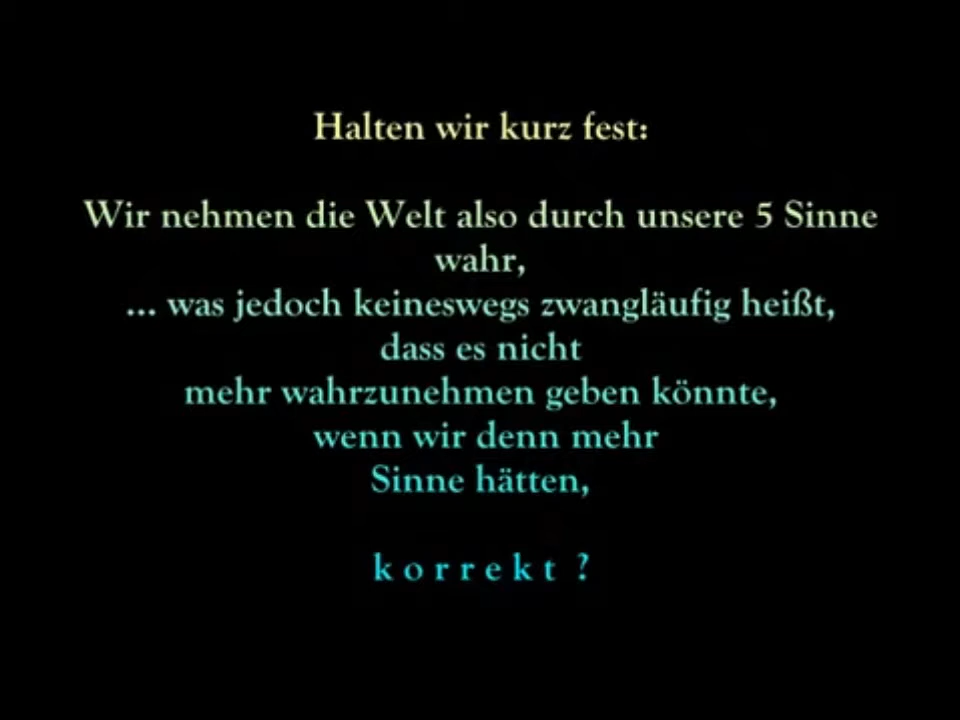 Halten wir kurz fest:
Wir nehmen die Welt also durch unsere 5 Sinne
wahr,
... was jedoch keineswegs zwangläufig heißt,
dass es nicht
mehr wahrzunehmen geben könnte,
wenn wir denn mehr
Sinne hätten,
k o r r e k t ?